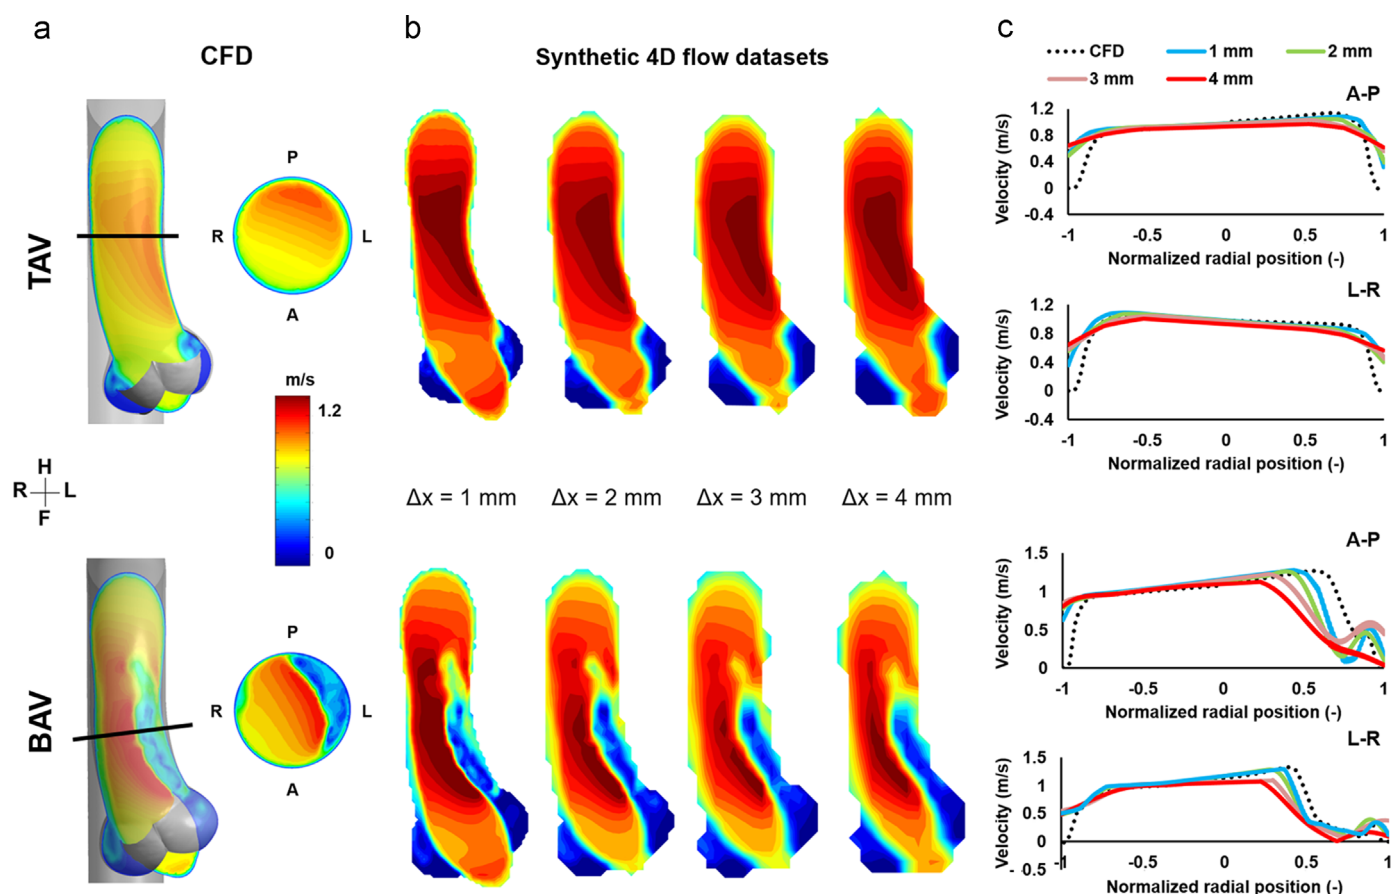 a
CFD
TAV
P
R
L
A
m/s
1.2
0
H
R
L
F
BAV
P
R
L
A
b
Synthetic 4D flow datasets
Δx = 1 mm
Δx = 2 mm
Δx = 3 mm
Δx = 4 mm
c
CFD
1 mm
2 mm
3 mm
4 mm
A-P
Velocity (m/s)
1.2
0.8
0.4
0
-0.4
-1
-0.5
0
0.5
1
Normalized radial position (-)
L-R
Velocity (m/s)
1.2
0.8
0.4
0
-0.4
-1
-0.5
0
0.5
1
Normalized radial position (-)
A-P
Velocity (m/s)
1.5
1
0.5
0
-1
-0.5
0
0.5
1
Normalized radial position (-)
L-R
Velocity (m/s)
1.5
1
0.5
0
- 0.5
-1
-0.5
0
0.5
1
Normalized radial position (-)